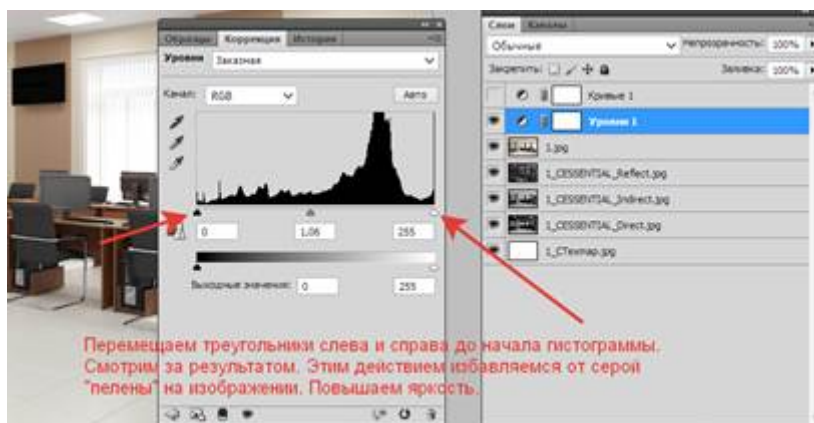 Образцы Коррекция История
Слои Каналы
Уровни Заказная
Обычные Непрозрачность: 100%
Закрепить: Заливка: 100%
Канал: RGB Авто
Кривые 1
Уровни 1
1.jpg
1_CESSENTIAL_Reflect.jpg
1_CESSENTIAL_Indirect.jpg
1_CESSENTIAL_Direct.jpg
1_CTexmap.jpg
0 1,06 255
Выходные значения: 0 255
Перемещаем треугольники слева и справа до начала гистограммы.
Смотрим за результатом. Этим действием избавляемся от серой
"пелены" на изображении. Повышаем яркость.